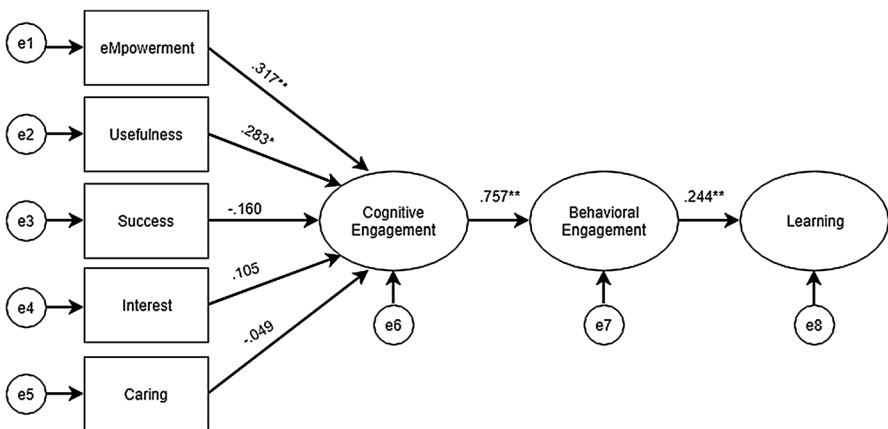 e1
eMpowerment
.317**
e2
Usefulness
.283*
e3
Success
-.160
Cognitive
Engagement
.757**
Behavioral
Engagement
.244**
Learning
e4
Interest
.105
e6
e7
e8
e5
Caring
-.049